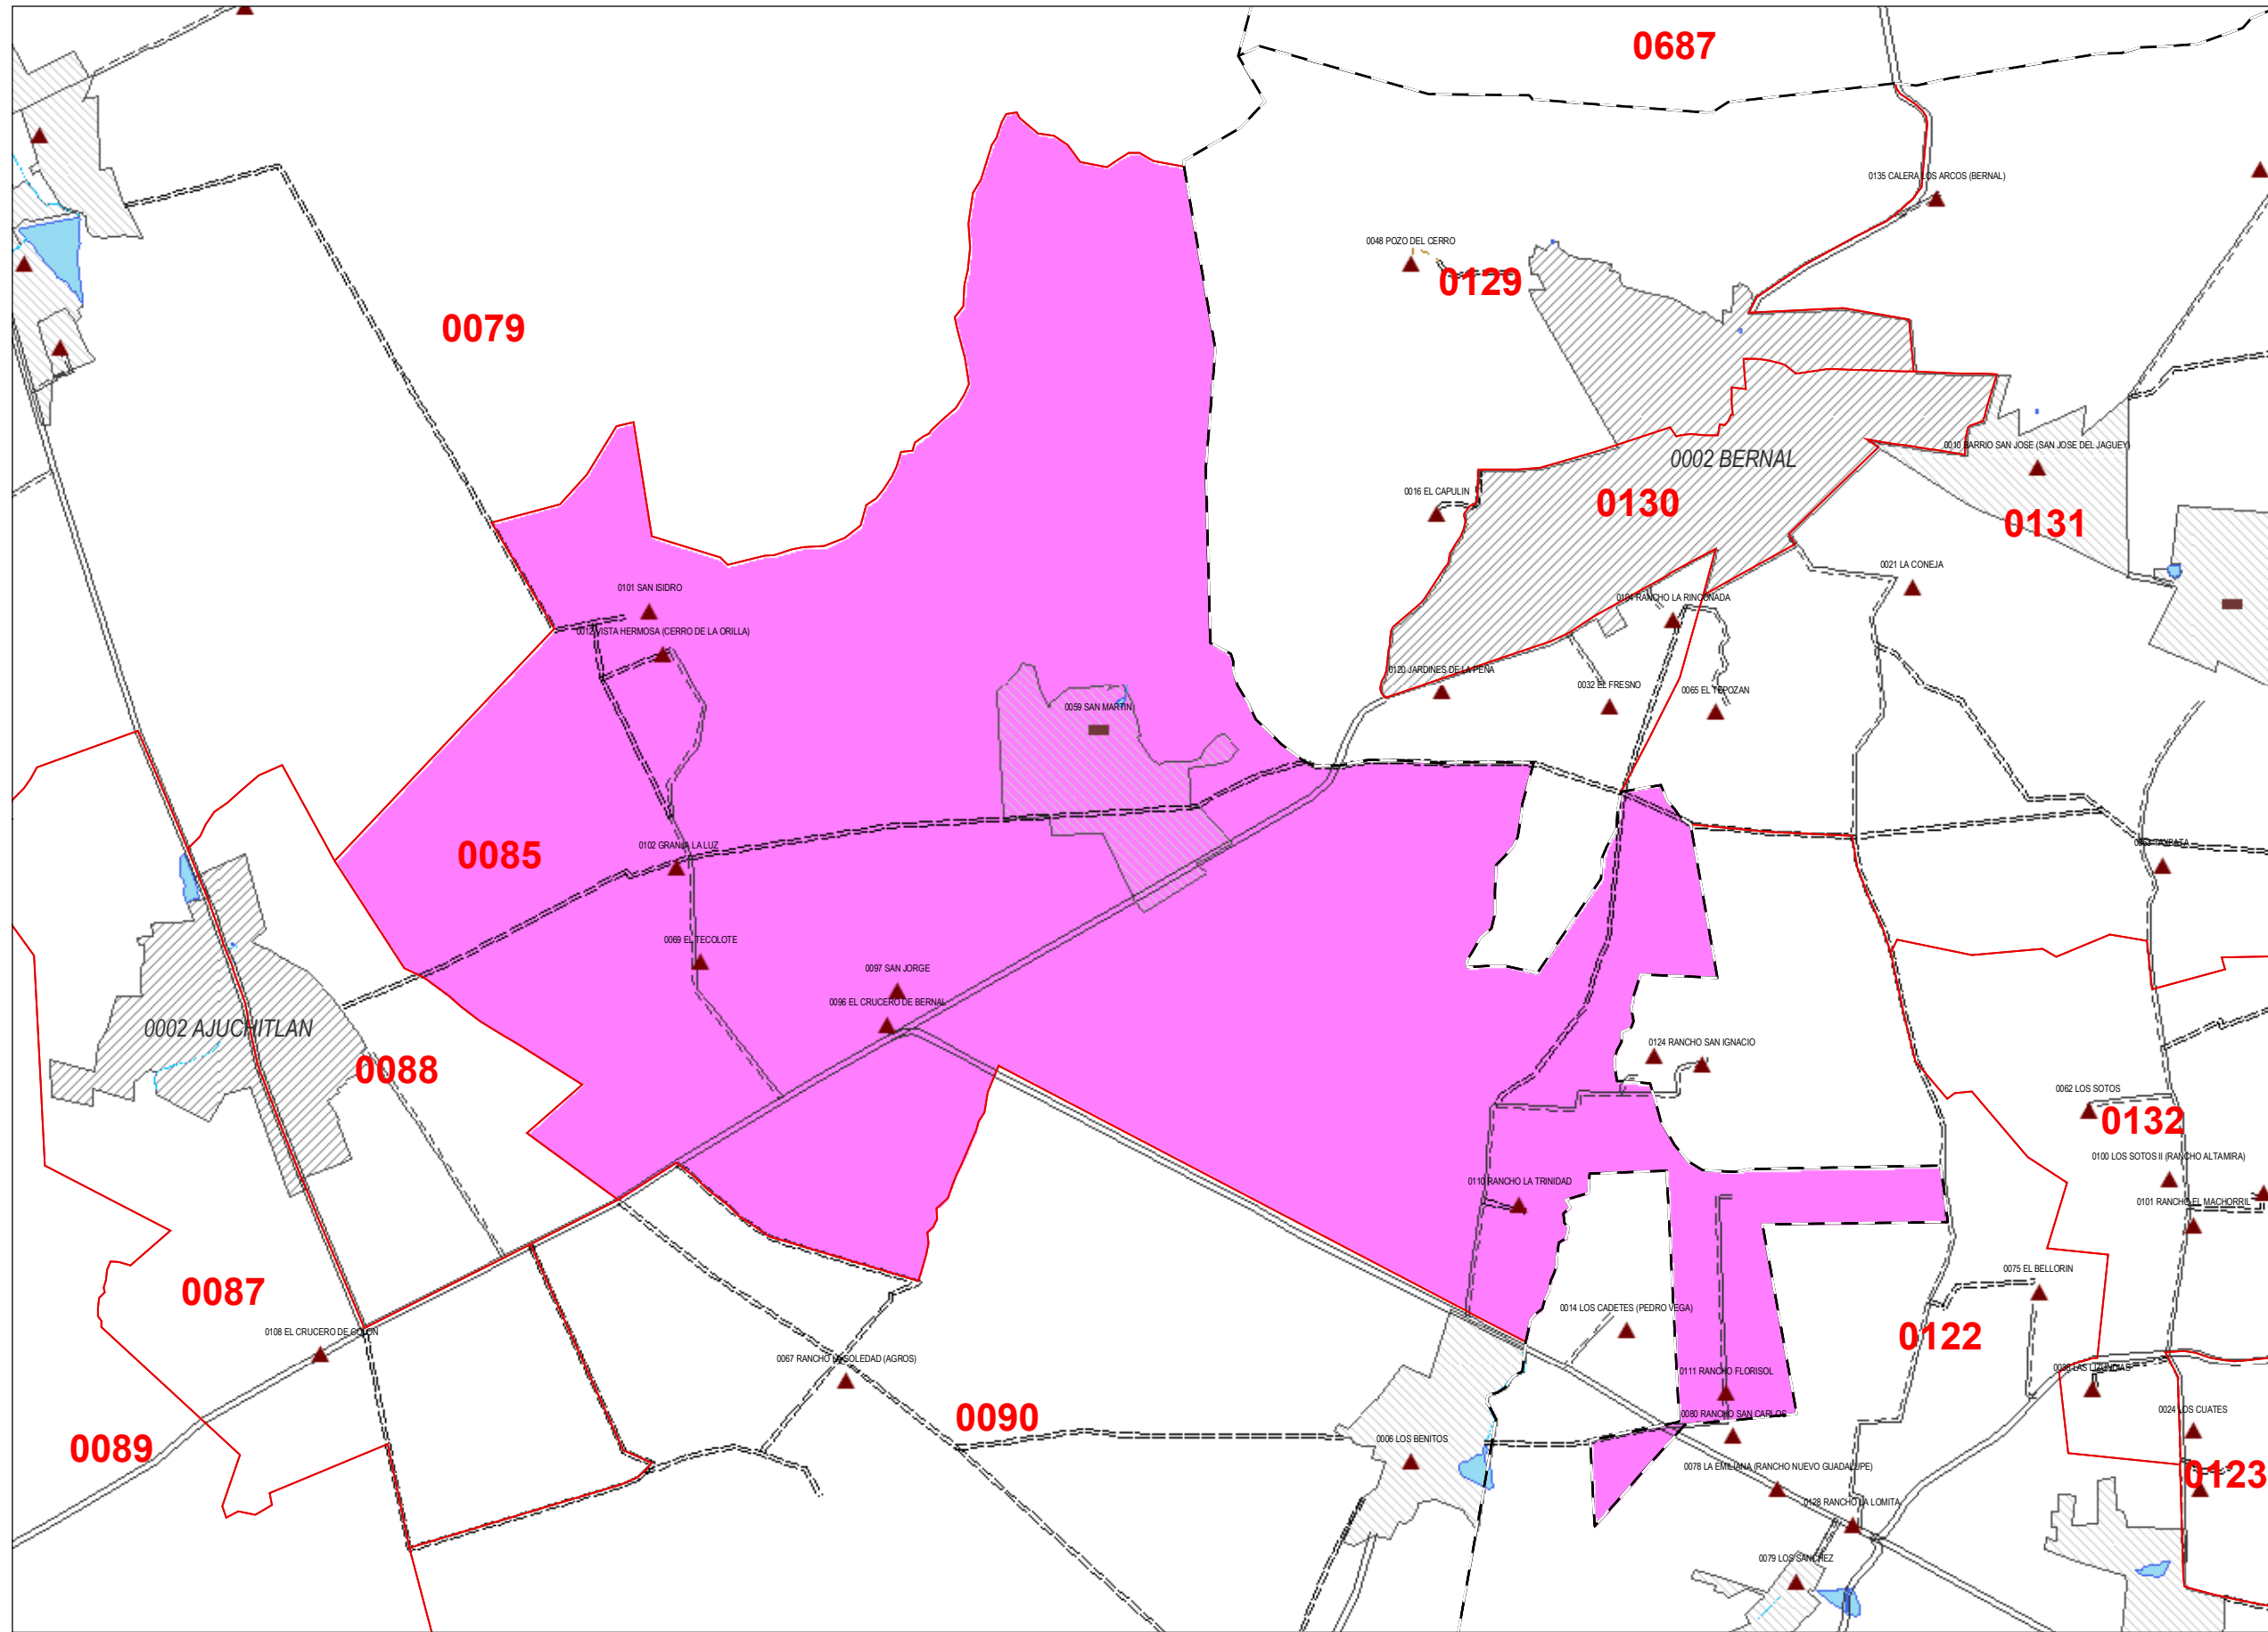 0687
0135 CALERA LOS ARCOS (BERNAL)
0048 POZO DEL CERRO
0129
0079
0010 BARRIO SAN JOSE (SAN JOSE DEL JAGUEY)
0002 BERNAL
0016 EL CAPULIN
0130
0131
0021 LA CONEJA
0101 SAN ISIDRO
0104 RANCHO LA RINCONADA
0012 VISTA HERMOSA (CERRO DE LA ORILLA)
0120 JARDINES DE LA PEÑA
0032 EL FRESNO
0065 EL TEPOZAN
0059 SAN MARTIN
0085
0102 GRANJA LA LUZ
0069 EL TECOLOTE
0097 SAN JORGE
0096 EL CRUCERO DE BERNAL
0002 AJUCHITLAN
0088
0124 RANCHO SAN IGNACIO
0062 LOS SOTOS
0132
0100 LOS SOTOS II (RANCHO ALTAMIRA)
0110 RANCHO LA TRINIDAD
0101 RANCHO EL MACHORRIL
0075 EL BELLORIN
0087
0014 LOS CADETES (PEDRO VEGA)
0108 EL CRUCERO DE COLON
0122
0067 RANCHO LA SOLEDAD (AGROS)
0111 RANCHO FLORISOL
0090
0080 RANCHO SAN CARLOS
0024 LOS CUATES
0089
0006 LOS BENITOS
0078 LA EMILIANA (RANCHO NUEVO GUADALUPE)
0123
0128 RANCHO LA LOMITA
0079 LOS SANCHEZ